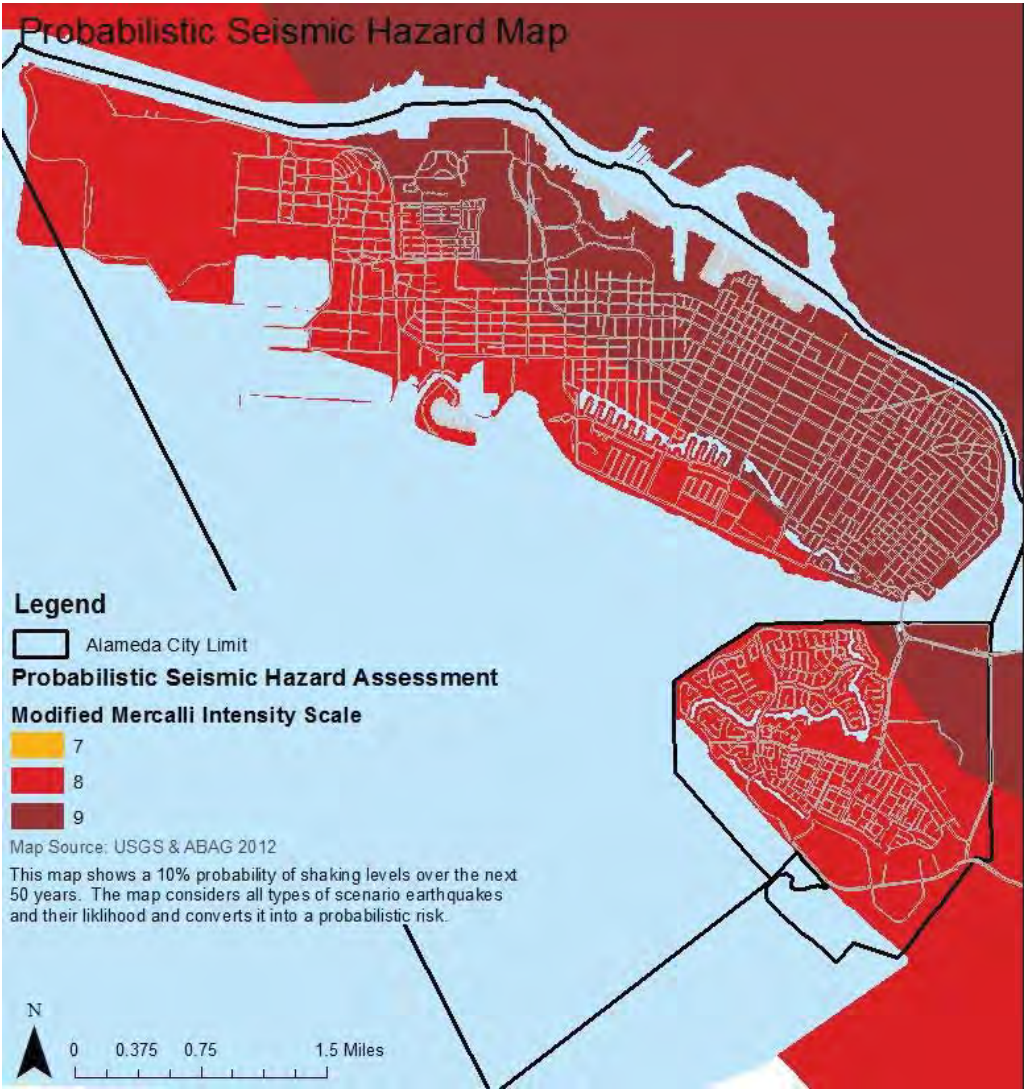 Probabilistic Seismic Hazard Map
Legend
Alameda City Limit
Probabilistic Seismic Hazard Assessment
Modified Mercalli Intensity Scale
7
8
9
Map Source: USGS & ABAG 2012
This map shows a 10% probability of shaking levels over the next
50 years. The map considers all types of scenario earthquakes
and their liklihood and converts it into a probabilistic risk.
N
0 0.375 0.75 1.5 Miles